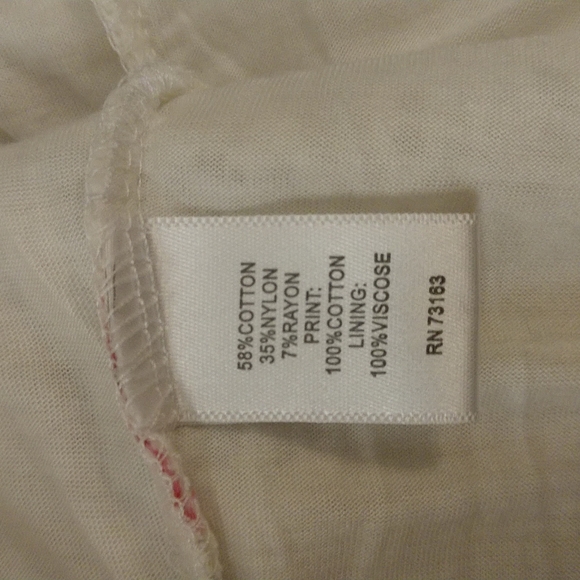 58%COTTON
35%NYLON
7%RAYON
PRINT:
100%COTTON
LINING:
100%VISCOSE
RN 73163